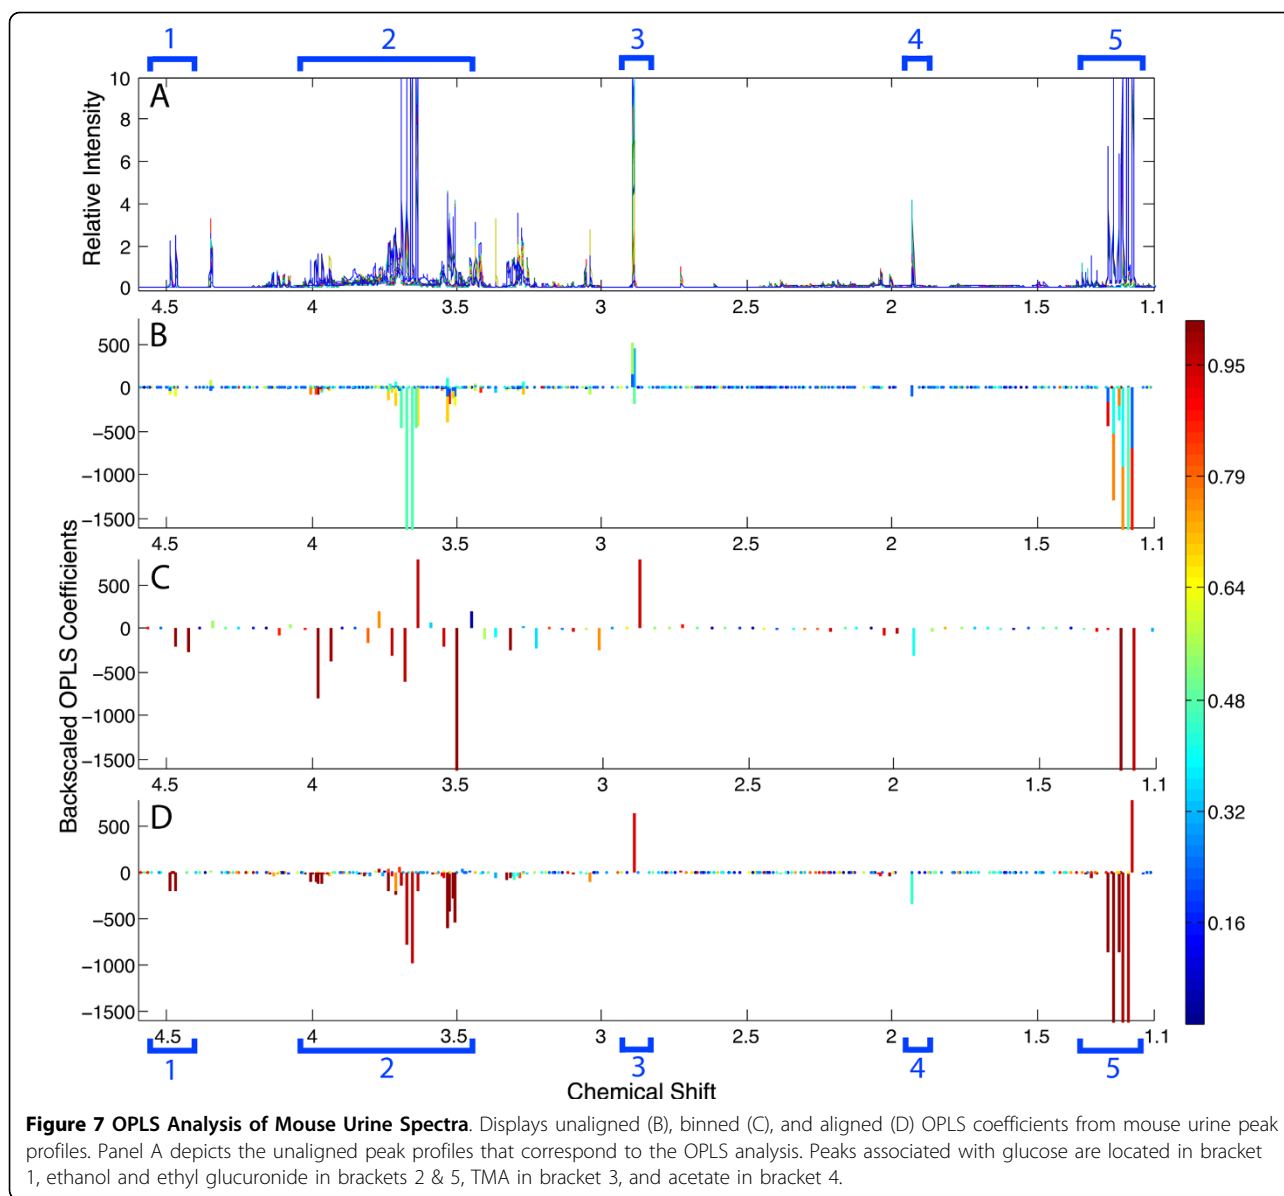 1 2 3 4 5
A
Relative Intensity
10
8
6
4
2
0
4.5 4 3.5 3 2.5 2 1.5 1.1
B
500
0
−500
−1000
−1500
4.5 4 3.5 3 2.5 2 1.5 1.1
C
500
0
−500
−1000
−1500
4.5 4 3.5 3 2.5 2 1.5 1.1
Backscaled OPLS Coefficients
D
500
0
−500
−1000
−1500
4.5 4 3.5 3 2.5 2 1.5 1.1
0.95
0.79
0.64
0.48
0.32
0.16
1 2 3 4 5
Chemical Shift
Figure 7 OPLS Analysis of Mouse Urine Spectra. Displays unaligned (B), binned (C), and aligned (D) OPLS coefficients from mouse urine peak
profiles. Panel A depicts the unaligned peak profiles that correspond to the OPLS analysis. Peaks associated with glucose are located in bracket
1, ethanol and ethyl glucuronide in brackets 2 & 5, TMA in bracket 3, and acetate in bracket 4.